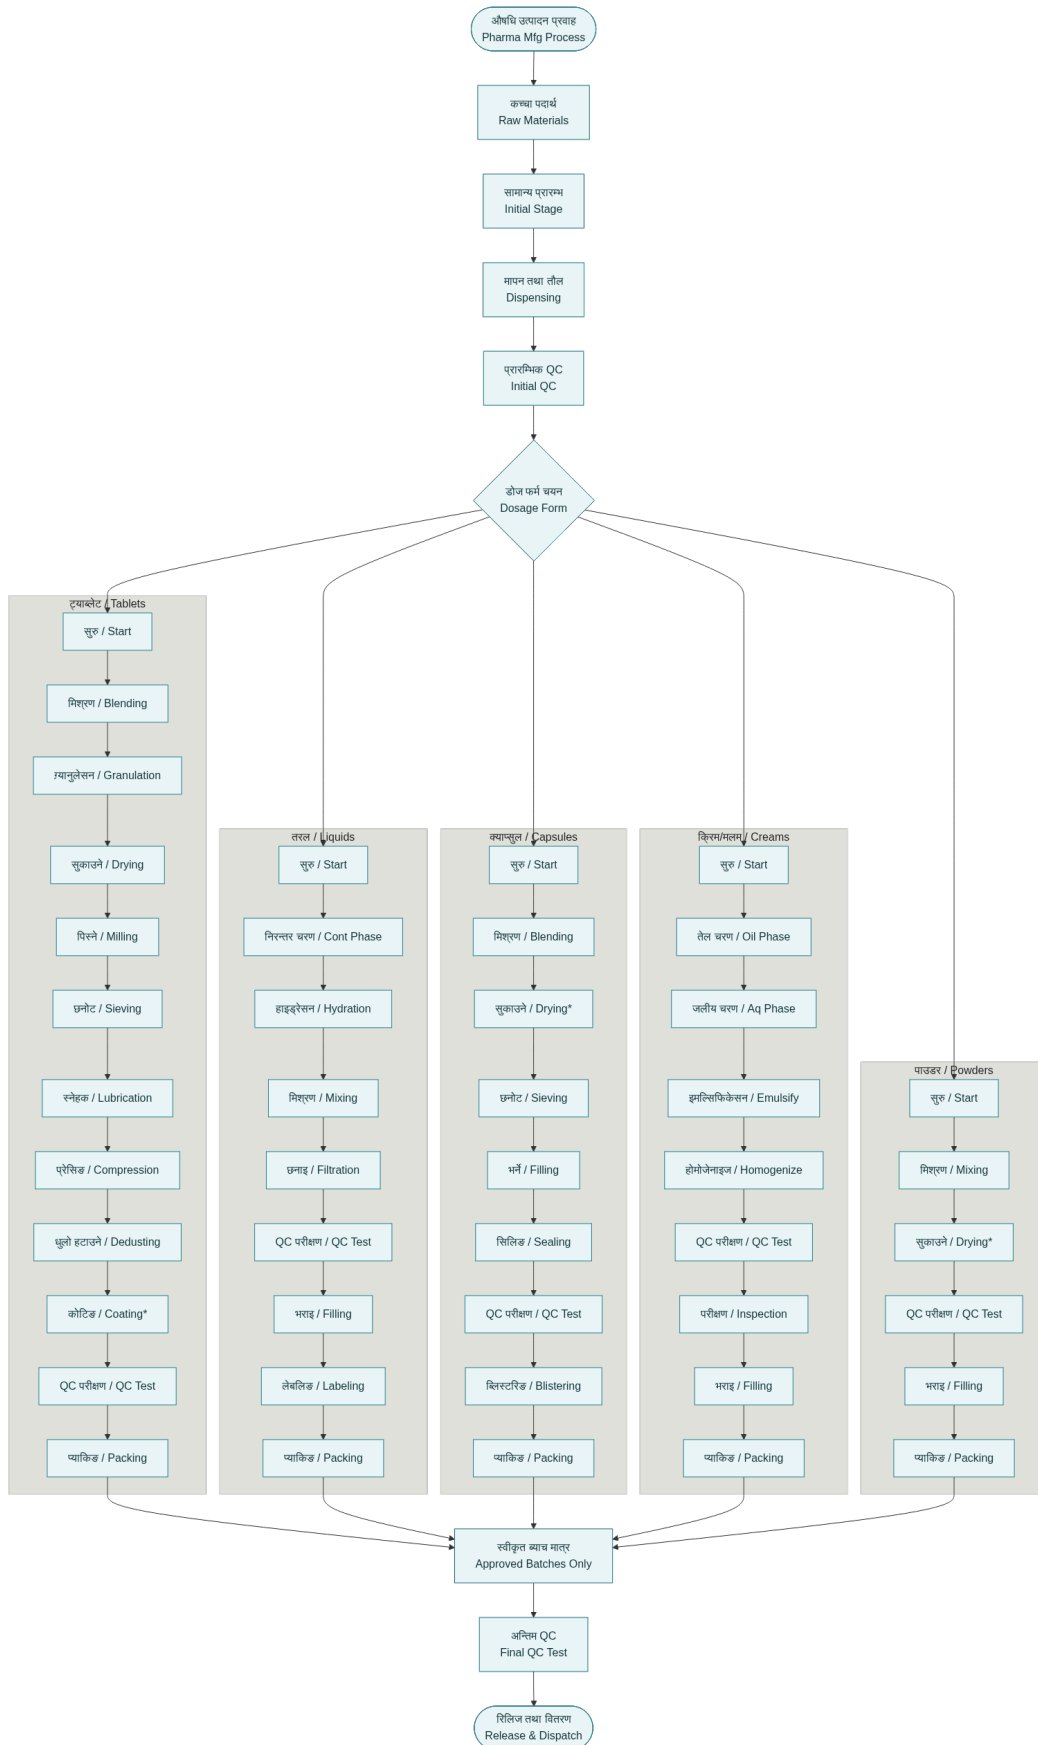 औषधि उत्पादन प्रवाह
Pharma Mfg Process
कच्चा पदार्थ
Raw Materials
सामान्य प्रारम्भ
Initial Stage
मापन तथा तौल
Dispensing
प्रारम्भिक QC
Initial QC
डोज फर्म चयन
Dosage Form
ट्याब्लेट / Tablets
सुरु / Start
मिश्रण / Blending
ग्र्यानुलेसन / Granulation
सुकाउने / Drying
पिस्ने / Milling
छनोट / Sieving
स्नेहक / Lubrication
प्रेसिङ / Compression
धुलो हटाउने / Dedusting
कोटिङ / Coating*
QC परीक्षण / QC Test
प्याकिङ / Packing
तरल / Liquids
सुरु / Start
निरन्तर चरण / Cont Phase
हाइड्रेसन / Hydration
मिश्रण / Mixing
छनाइ / Filtration
QC परीक्षण / QC Test
भराइ / Filling
लेबलिङ / Labeling
प्याकिङ / Packing
क्याप्सुल / Capsules
सुरु / Start
मिश्रण / Blending
सुकाउने / Drying*
छनोट / Sieving
भर्ने / Filling
सिलिङ / Sealing
QC परीक्षण / QC Test
ब्लिस्टरिङ / Blistering
प्याकिङ / Packing
क्रिम/मलम् / Creams
सुरु / Start
तेल चरण / Oil Phase
जलीय चरण / Aq Phase
इमल्सिफिकेसन / Emulsify
होमोजेनाइज / Homogenize
QC परीक्षण / QC Test
परीक्षण / Inspection
भराइ / Filling
प्याकिङ / Packing
पाउडर / Powders
सुरु / Start
मिश्रण / Mixing
सुकाउने / Drying*
QC परीक्षण / QC Test
भराइ / Filling
प्याकिङ / Packing
स्वीकृत ब्याच मात्र
Approved Batches Only
अन्तिम QC
Final QC Test
रिलिज तथा वितरण
Release & Dispatch